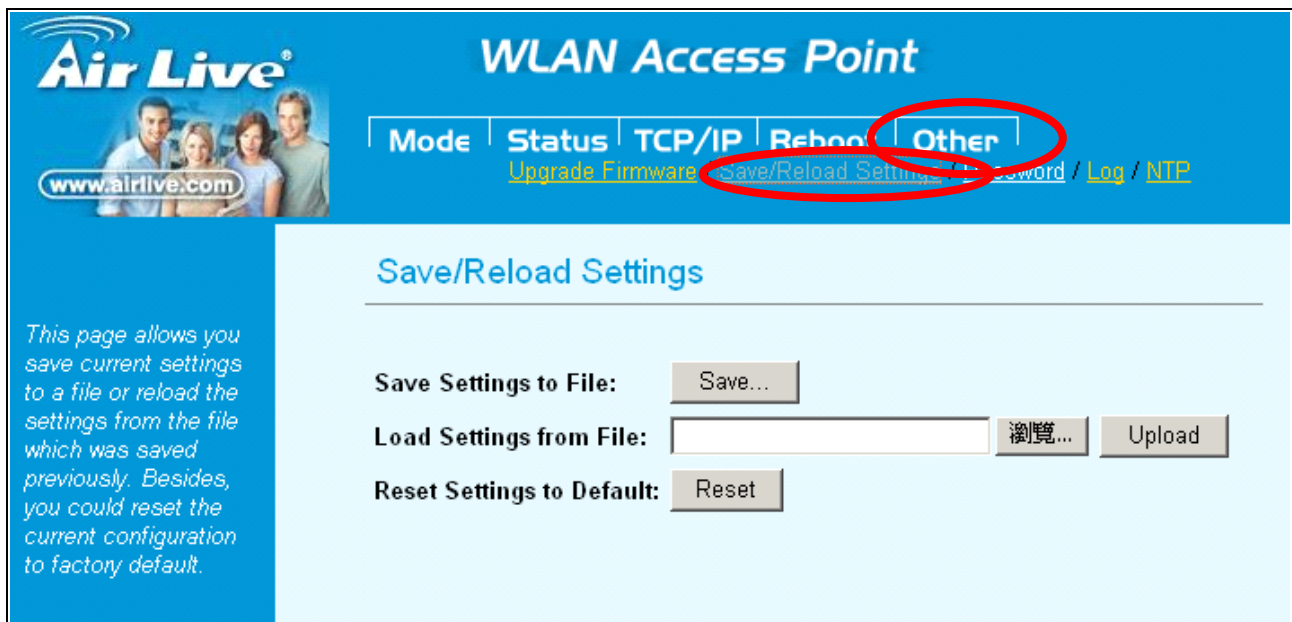 Air Live®
www.airlive.com
WLAN Access Point
Mode Status TCP/IP Reboot Other
Upgrade Firmware / Save/Reload Settings / Password / Log / NTP
This page allows you
save current settings
to a file or reload the
settings from the file
which was saved
previously. Besides,
you could reset the
current configuration
to factory default.
Save/Reload Settings
Save Settings to File: Save...
Load Settings from File: 瀏覽... Upload
Reset Settings to Default: Reset